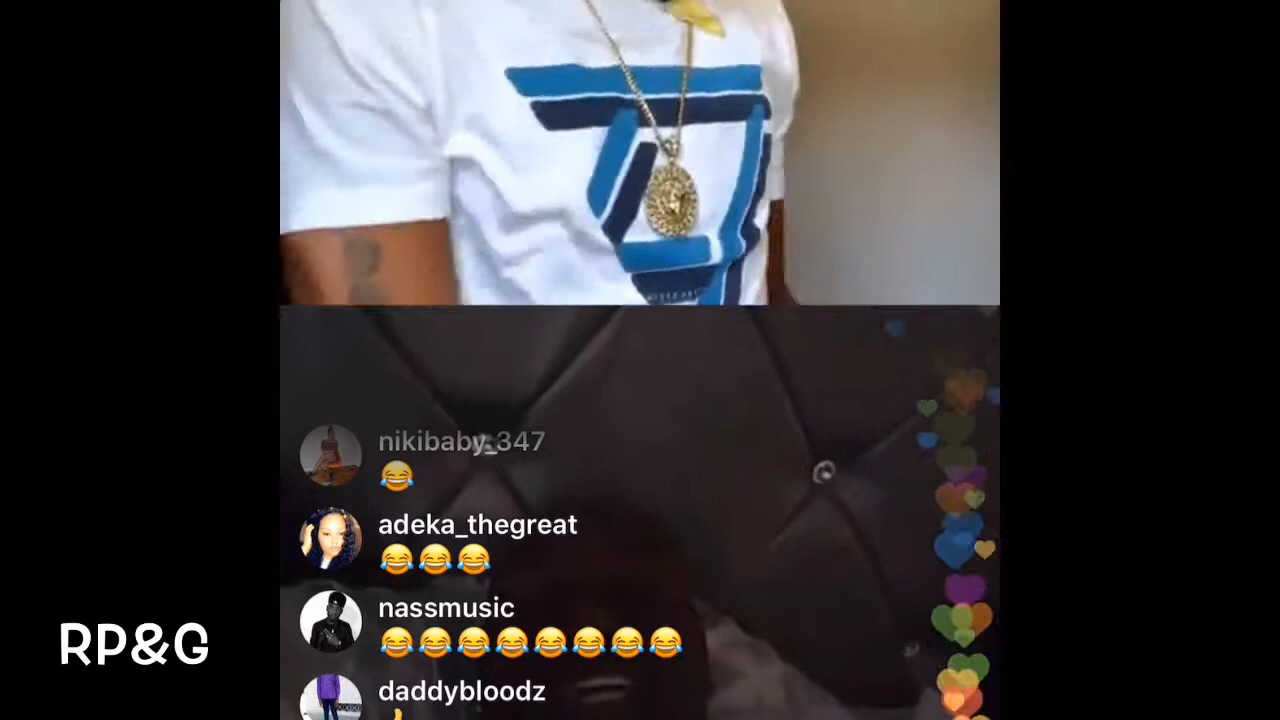 nikibaby_347
😂
adeka_thegreat
😂😂😂
nassmusic
😂😂😂😂😂😂😂😂
RP&G
daddybloodz